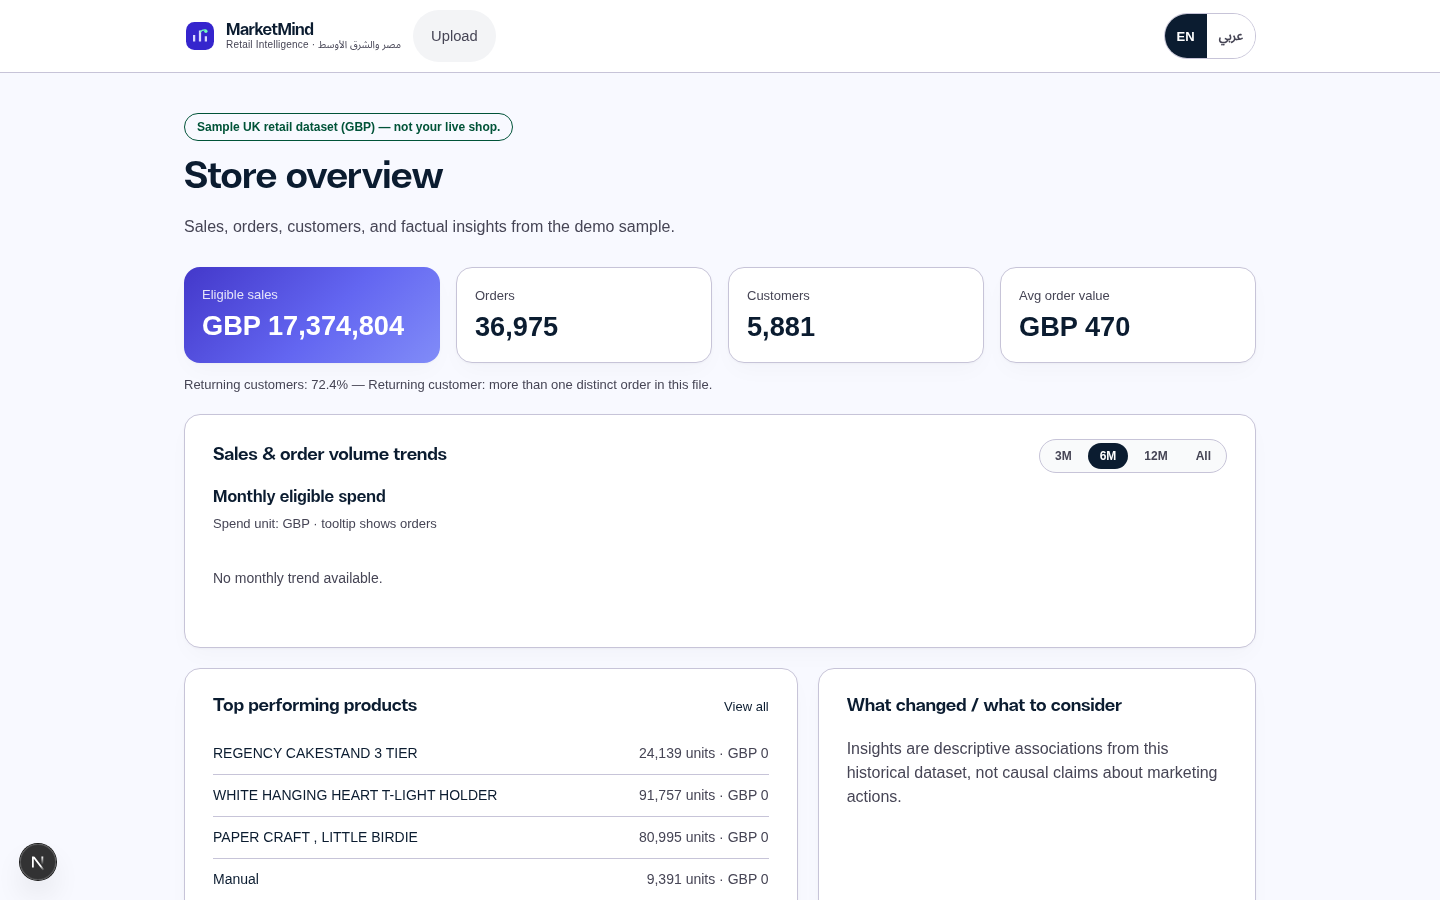 MarketMind
Retail Intelligence · مصر والشرق الأوسط
Upload
EN
عربي
Sample UK retail dataset (GBP) — not your live shop.
Store overview
Sales, orders, customers, and factual insights from the demo sample.
Eligible sales
GBP 17,374,804
Orders
36,975
Customers
5,881
Avg order value
GBP 470
Returning customers: 72.4% — Returning customer: more than one distinct order in this file.
Sales & order volume trends
3M
6M
12M
All
Monthly eligible spend
Spend unit: GBP · tooltip shows orders
No monthly trend available.
Top performing products
View all
REGENCY CAKESTAND 3 TIER
24,139 units · GBP 0
WHITE HANGING HEART T-LIGHT HOLDER
91,757 units · GBP 0
PAPER CRAFT , LITTLE BIRDIE
80,995 units · GBP 0
Manual
9,391 units · GBP 0
What changed / what to consider
Insights are descriptive associations from this
historical dataset, not causal claims about marketing
actions.
N